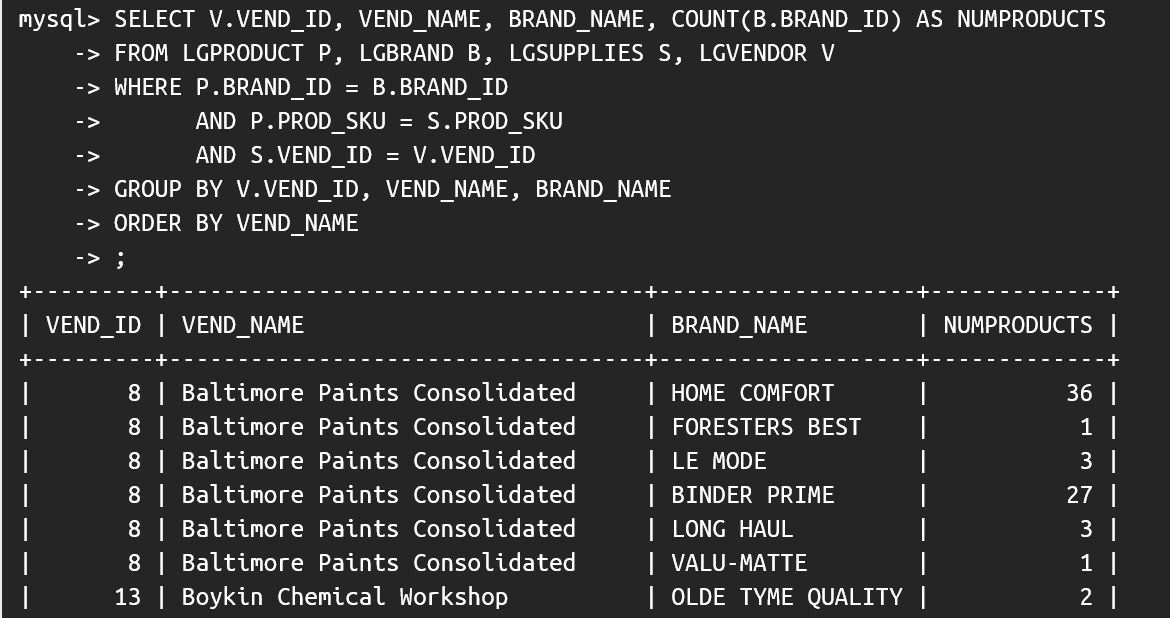 mysql> SELECT V.VEND_ID, VEND_NAME, BRAND_NAME, COUNT(B.BRAND_ID) AS NUMPRODUCTS
    -> FROM LGPRODUCT P, LGBRAND B, LGSUPPLIES S, LGVENDOR V
    -> WHERE P.BRAND_ID = B.BRAND_ID
    ->       AND P.PROD_SKU = S.PROD_SKU
    ->       AND S.VEND_ID = V.VEND_ID
    -> GROUP BY V.VEND_ID, VEND_NAME, BRAND_NAME
    -> ORDER BY VEND_NAME
    -> ;
+---------+-----------------------------------+-------------------+-------------+
| VEND_ID | VEND_NAME                         | BRAND_NAME        | NUMPRODUCTS |
+---------+-----------------------------------+-------------------+-------------+
|       8 | Baltimore Paints Consolidated     | HOME COMFORT      |          36 |
|       8 | Baltimore Paints Consolidated     | FORESTERS BEST    |           1 |
|       8 | Baltimore Paints Consolidated     | LE MODE           |           3 |
|       8 | Baltimore Paints Consolidated     | BINDER PRIME      |          27 |
|       8 | Baltimore Paints Consolidated     | LONG HAUL         |           3 |
|       8 | Baltimore Paints Consolidated     | VALU-MATTE        |           1 |
|      13 | Boykin Chemical Workshop          | OLDE TYME QUALITY |           2 |